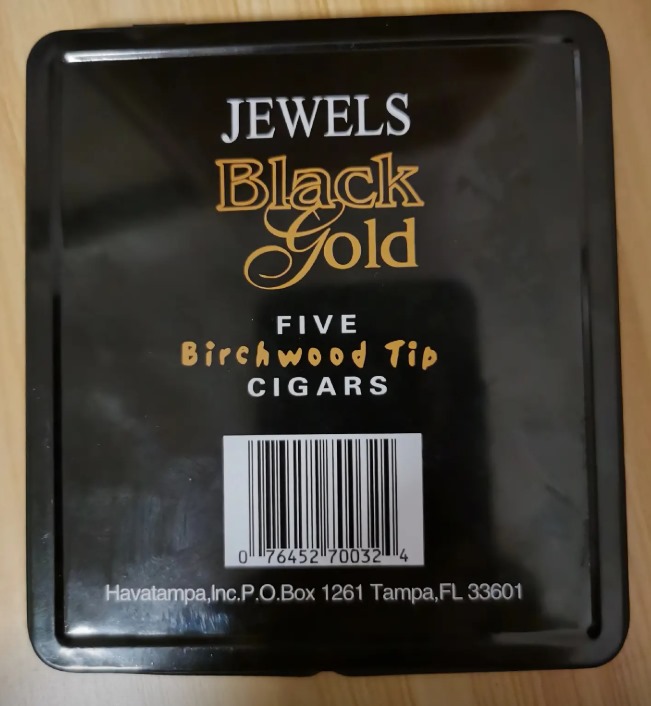 JEWELS
Black
Gold
FIVE
Birchwood Tip
CIGARS
0 76452 70032 4
Havatampa,Inc.P.O.Box 1261 Tampa,FL 33601